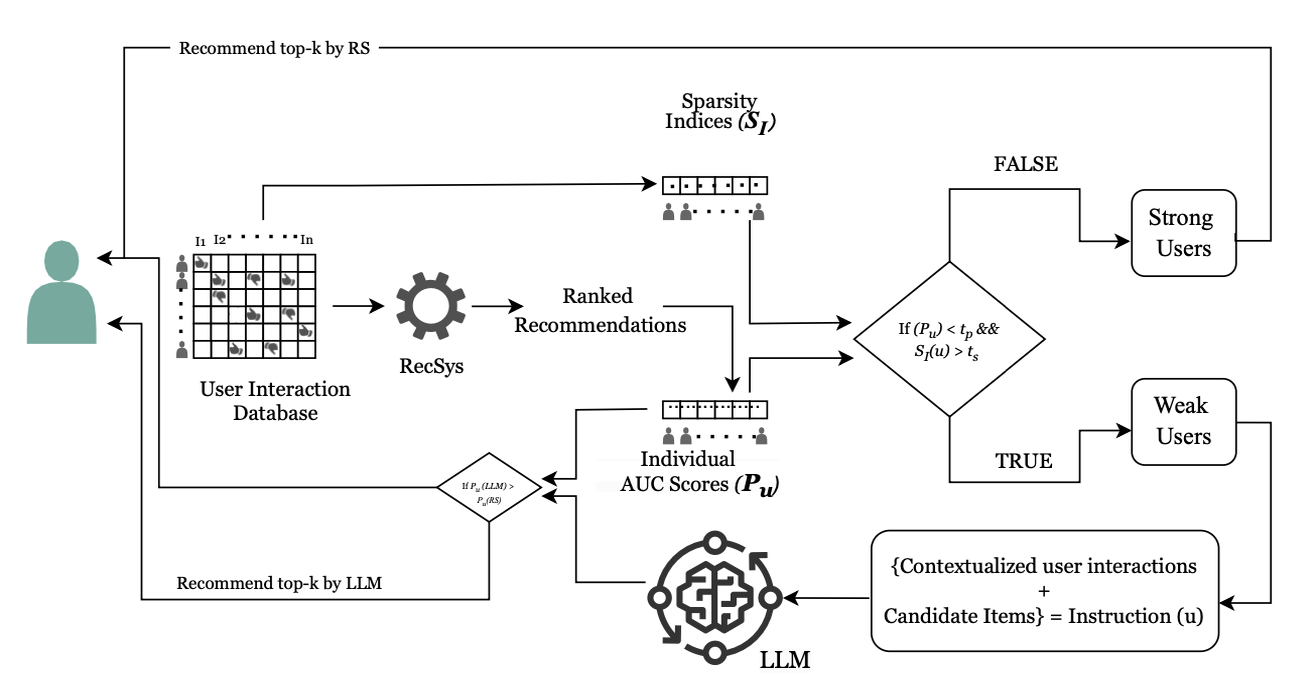 Recommend top-k by RS
Sparsity
Indices (S_I)
FALSE
I1 I2 In
Strong
Users
Ranked
Recommendations
If (P_u) < t_p &&
S_I(u) > t_s
RecSys
User Interaction
Database
Weak
Users
Individual
AUC Scores (P_u)
TRUE
If P_u(LLM) >
P_u(RS)
Recommend top-k by LLM
{Contextualized user interactions
+
Candidate Items} = Instruction (u)
LLM